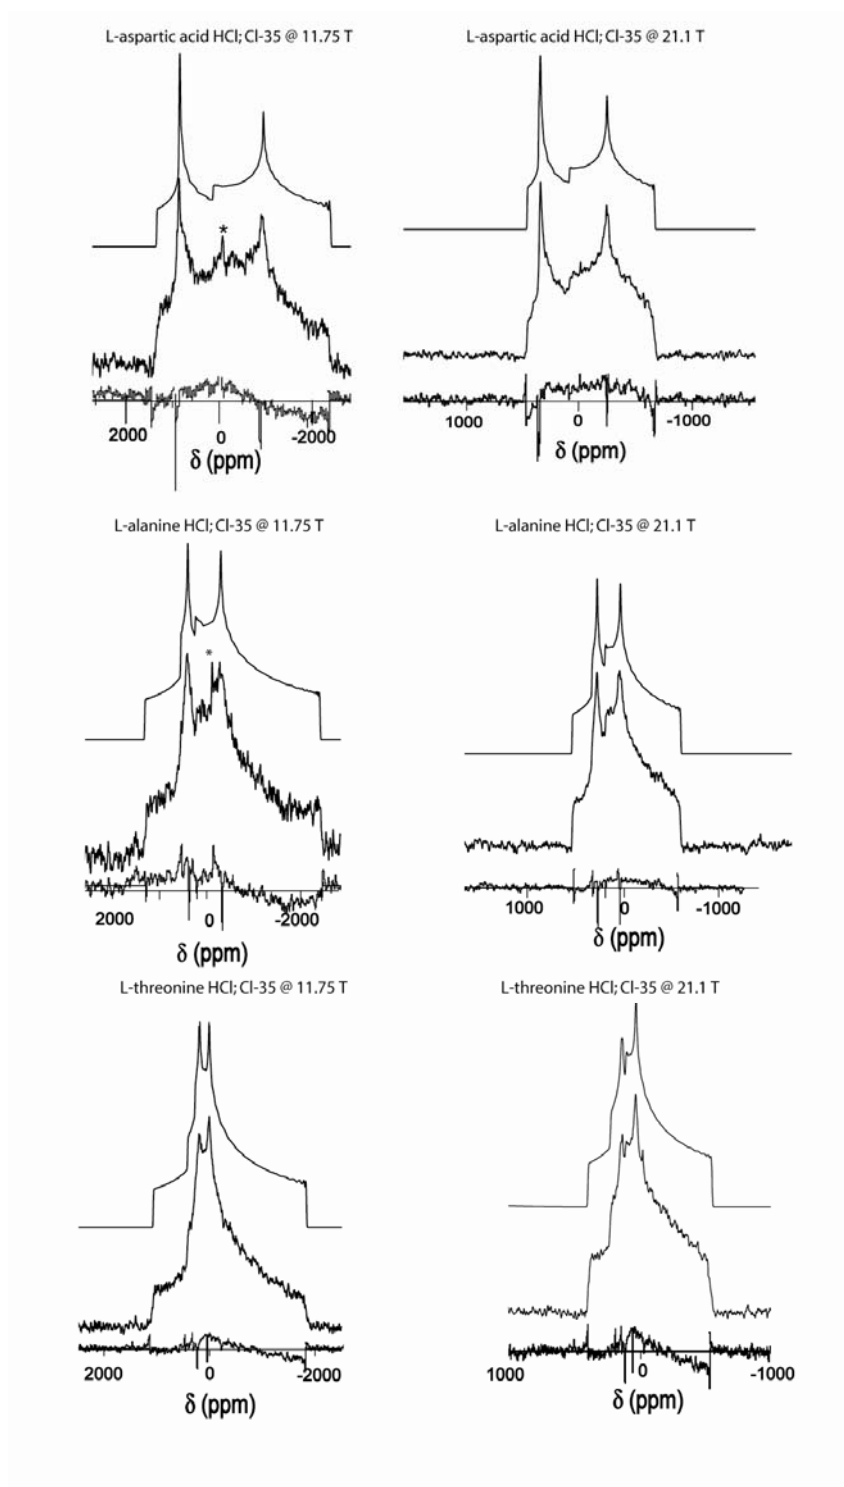 L-aspartic acid HCl; Cl-35 @ 11.75 T
L-aspartic acid HCl; Cl-35 @ 21.1 T
*
2000 0 -2000
δ (ppm)
1000 0 -1000
δ (ppm)
L-alanine HCl; Cl-35 @ 11.75 T
L-alanine HCl; Cl-35 @ 21.1 T
*
2000 0 -2000
δ (ppm)
1000 0 -1000
δ (ppm)
L-threonine HCl; Cl-35 @ 11.75 T
L-threonine HCl; Cl-35 @ 21.1 T
2000 0 -2000
δ (ppm)
1000 0 -1000
δ (ppm)